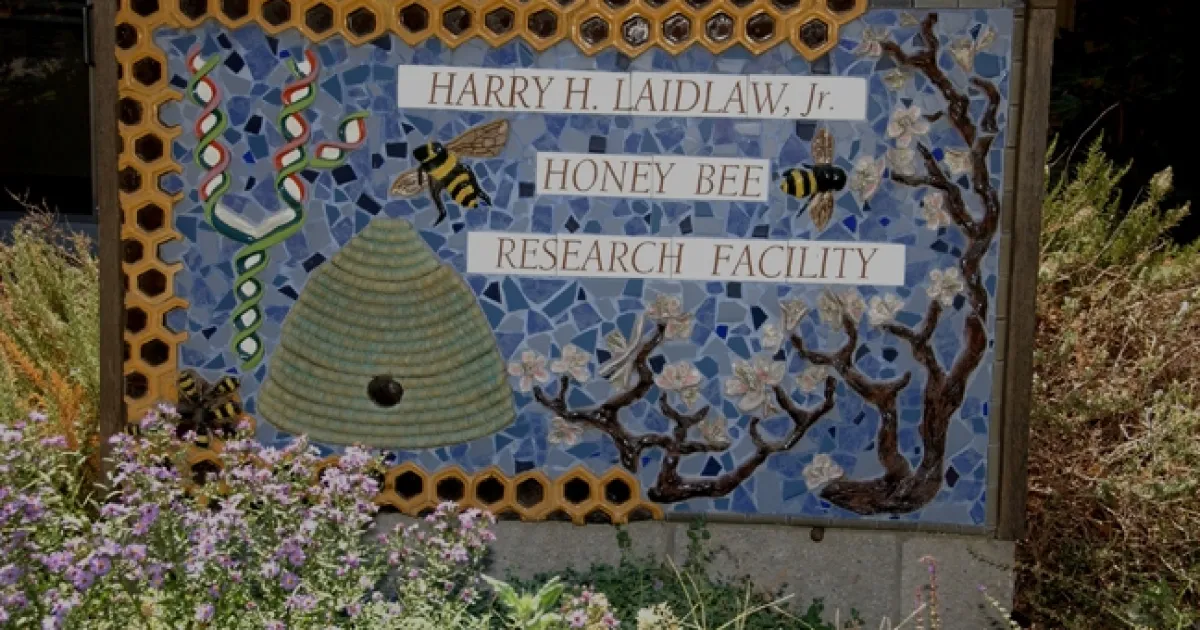 HARRY H. LAIDLAW, Jr.
HONEY BEE
RESEARCH FACILITY